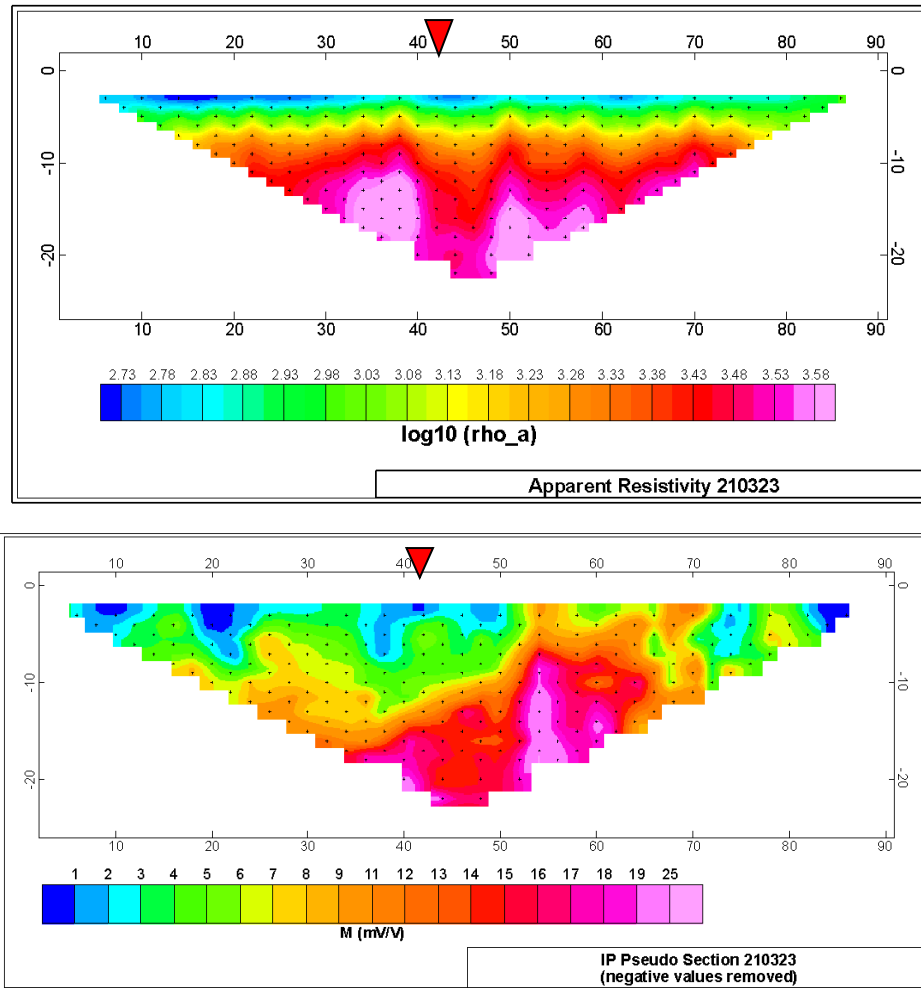 10 20 30 40 50 60 70 80 90
0 0
-10 -10
-20 -20
10 20 30 40 50 60 70 80 90
2.73 2.78 2.83 2.88 2.93 2.98 3.03 3.08 3.13 3.18 3.23 3.28 3.33 3.38 3.43 3.48 3.53 3.58
log10 (rho_a)
Apparent Resistivity 210323
10 20 30 40 50 60 70 80 90
0 0
-10 -10
-20 -20
10 20 30 40 50 60 70 80 90
1 2 3 4 5 6 7 8 9 11 12 13 14 15 16 17 18 19 25
M (mV/V)
IP Pseudo Section 210323
(negative values removed)